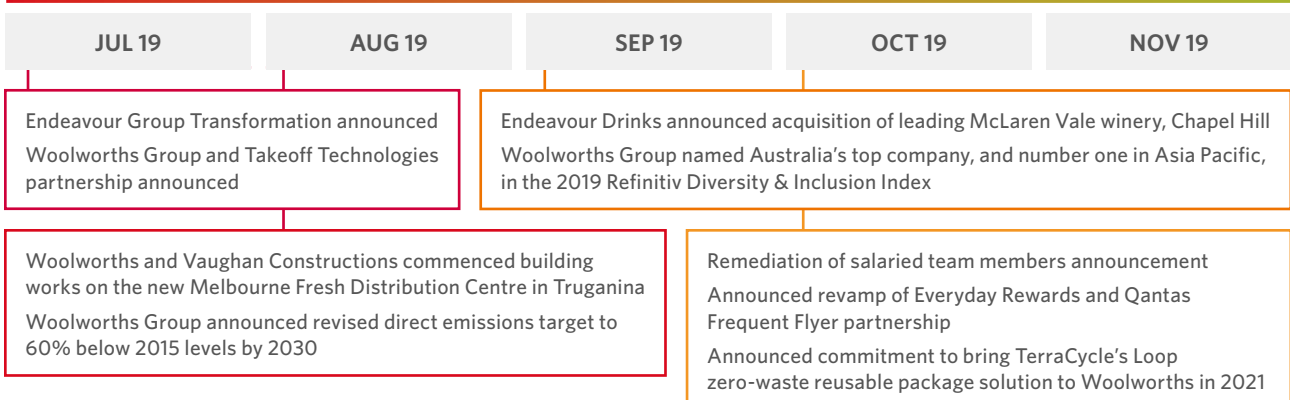 JUL 19
AUG 19
SEP 19
OCT 19
NOV 19
Endeavour Group Transformation announced
Woolworths Group and Takeoff Technologies
partnership announced
Endeavour Drinks announced acquisition of leading McLaren Vale winery, Chapel Hill
Woolworths Group named Australia’s top company, and number one in Asia Pacific,
in the 2019 Refinitiv Diversity & Inclusion Index
Woolworths and Vaughan Constructions commenced building
works on the new Melbourne Fresh Distribution Centre in Truganina
Woolworths Group announced revised direct emissions target to
60% below 2015 levels by 2030
Remediation of salaried team members announcement
Announced revamp of Everyday Rewards and Qantas
Frequent Flyer partnership
Announced commitment to bring TerraCycle’s Loop
zero-waste reusable package solution to Woolworths in 2021